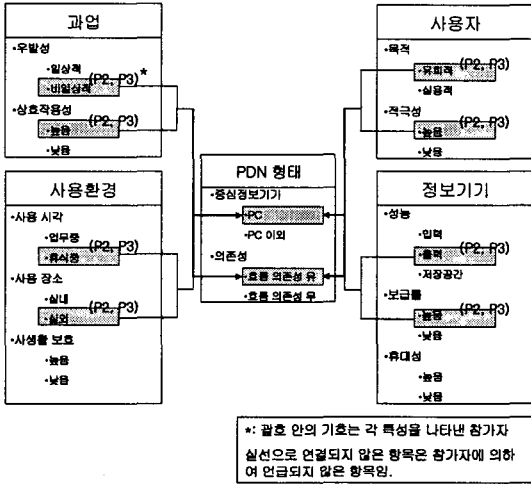 과업
•우발성
•일상적
•비일상적
(P2, P3)*
•상호작용성
(P2, P3)
•높음
•낮음
사용자
•목적
(P2, P3)
•유희적
•실용적
•적극성
(P2, P3)
•높음
•낮음
PDN 형태
•중심정보기기
•PC
•PC 이외
•의존성
•흐름 의존성 유
•흐름 의존성 무
사용환경
•사용 시각
•업무중
(P2, P3)
•휴식중
•사용 장소
•실내
(P2, P3)
•실외
•사생활 보호
•높음
•낮음
정보기기
•성능
•입력
(P2, P3)
•출력
•저장공간
•보급률
(P2, P3)
•높음
•낮음
•휴대성
•높음
•낮음
*: 괄호 안의 기호는 각 특성을 나타낸 참가자
실선으로 연결되지 않은 항목은 참가자에 의하
여 언급되지 않은 항목임.